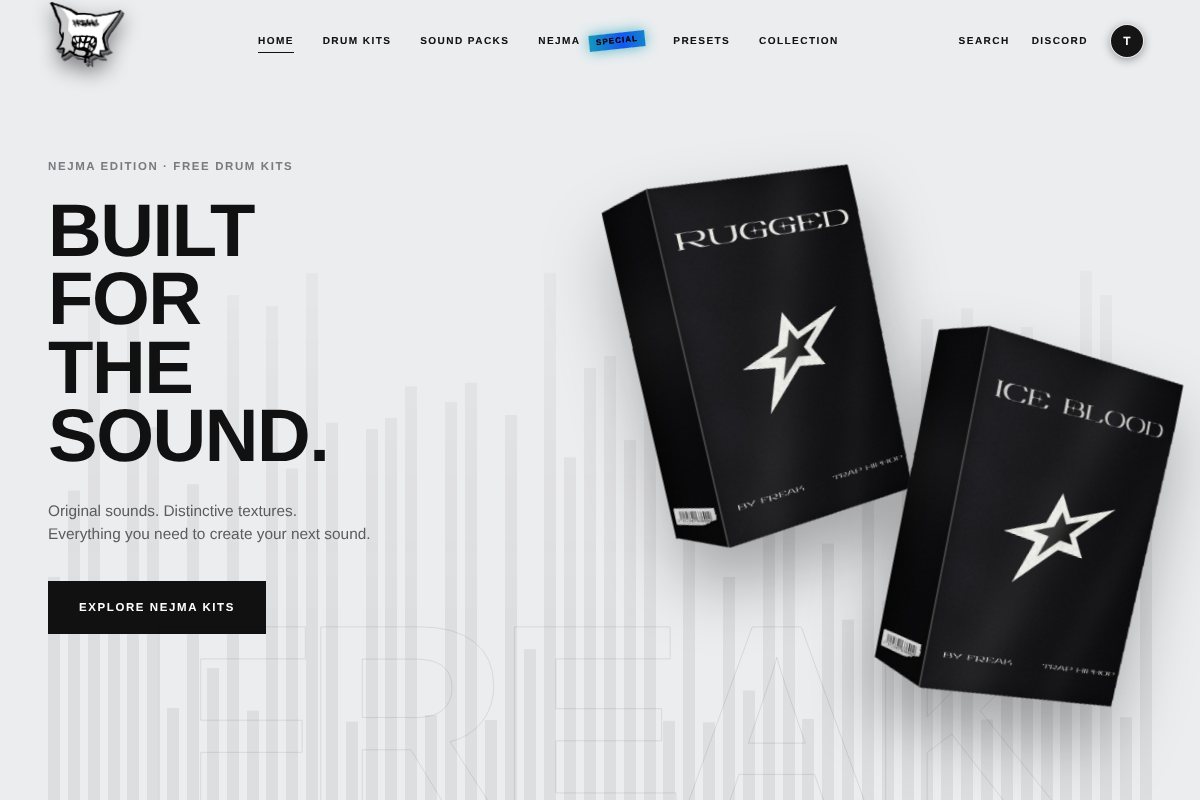 HOME
DRUM KITS
SOUND PACKS
NEJMA SPECIAL
PRESETS
COLLECTION
SEARCH
DISCORD
T
NEJMA EDITION · FREE DRUM KITS
BUILT
FOR
THE
SOUND.
Original sounds. Distinctive textures.
Everything you need to create your next sound.
EXPLORE NEJMA KITS
RUGGED
BY FREAK
TRAP HIPHOP
ICE BLOOD
BY FREAK
TRAP HIPHOP
FREAK